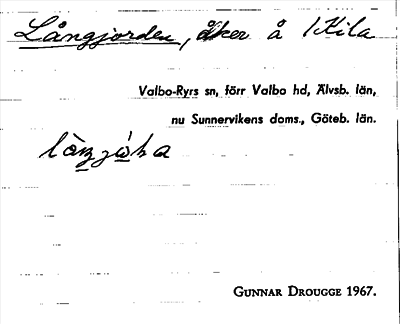 Långjorden, åker å Kila
Valbo-Ryrs sn, förr Valbo hd, Älvsb. län,
nu Sunnervikens doms., Göteb. län.
GUNNAR DROUGGE 1967.